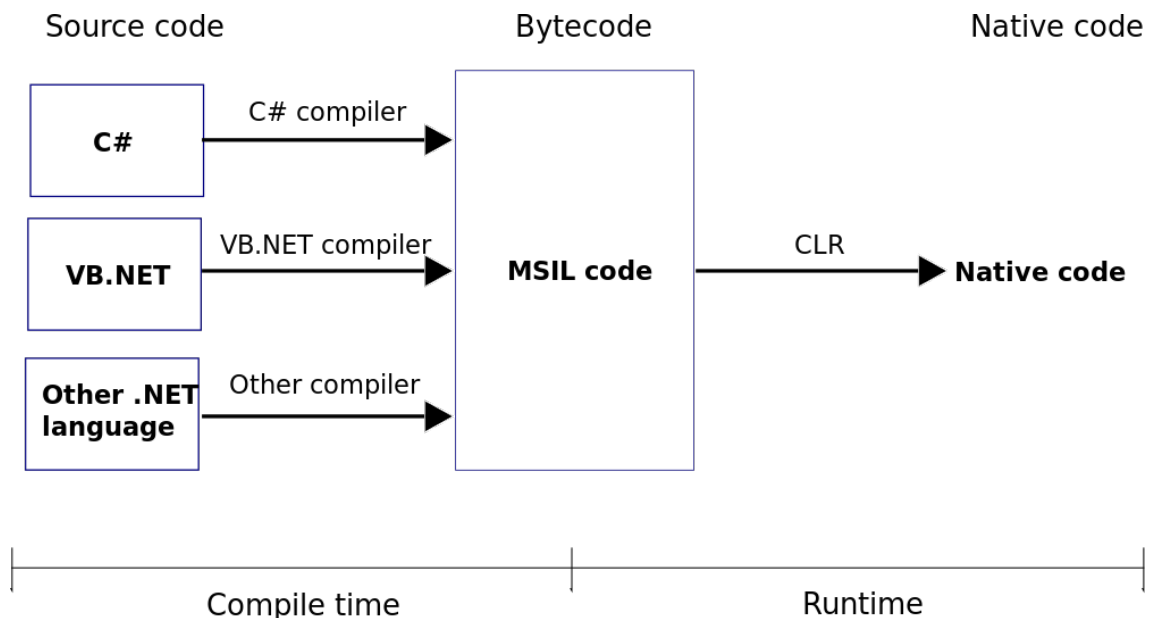 Source code
Bytecode
Native code
C# compiler
C#
VB.NET compiler
VB.NET
MSIL code
CLR
Native code
Other compiler
Other .NET
language
Compile time
Runtime